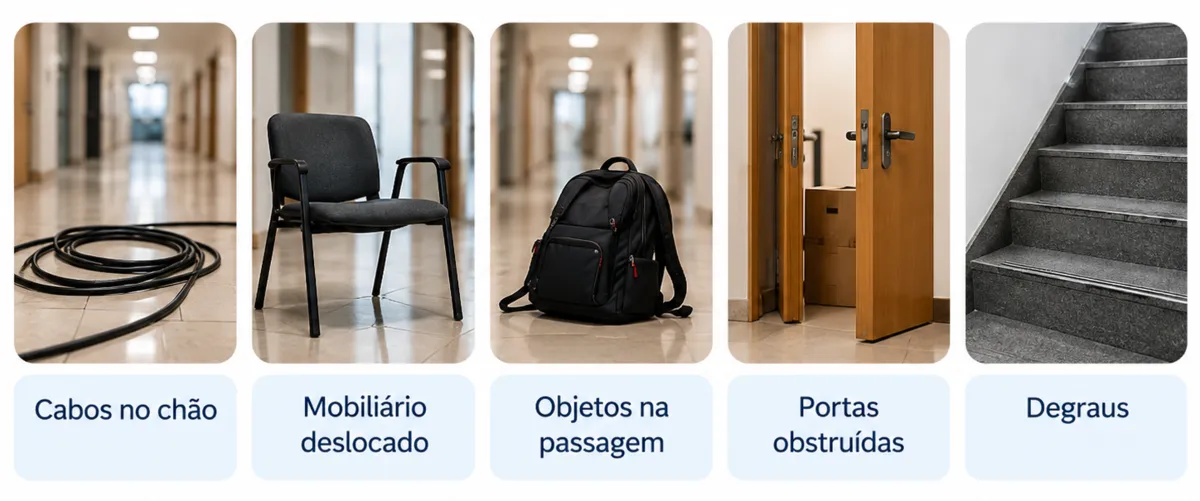 Cabos no chão
Mobiliário
deslocado
Objetos na
passagem
Portas
obstruídas
Degraus